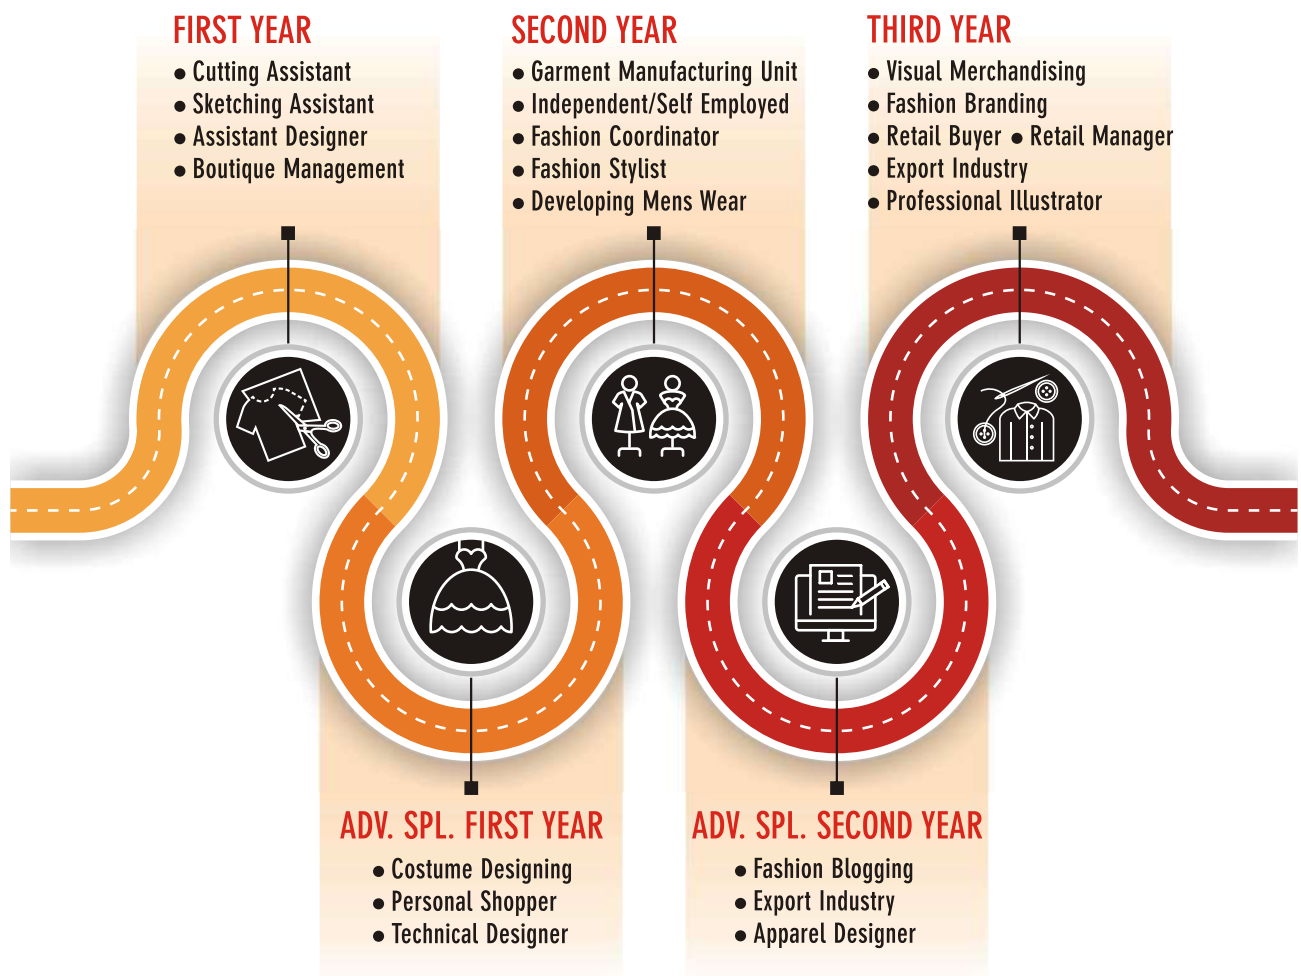 FIRST YEAR
● Cutting Assistant
● Sketching Assistant
● Assistant Designer
● Boutique Management
SECOND YEAR
● Garment Manufacturing Unit
● Independent/Self Employed
● Fashion Coordinator
● Fashion Stylist
● Developing Mens Wear
THIRD YEAR
● Visual Merchandising
● Fashion Branding
● Retail Buyer ● Retail Manager
● Export Industry
● Professional Illustrator
ADV. SPL. FIRST YEAR
● Costume Designing
● Personal Shopper
● Technical Designer
ADV. SPL. SECOND YEAR
● Fashion Blogging
● Export Industry
● Apparel Designer